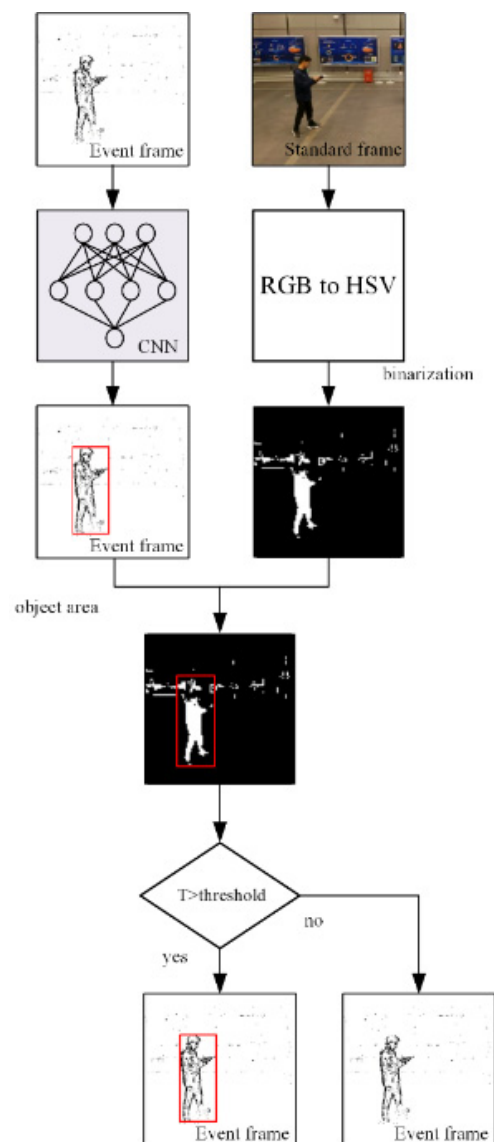 Event frame
Standard frame
CNN
RGB to HSV
binarization
Event frame
object area
T>threshold
no
yes
Event frame
Event frame